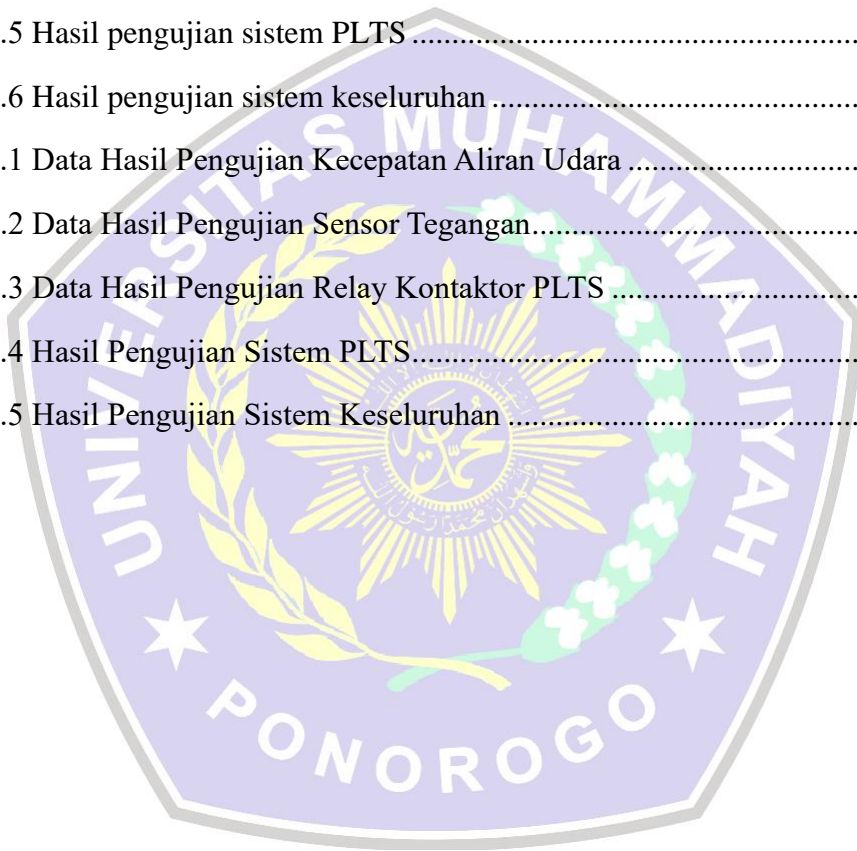 .5 Hasil pengujian sistem PLTS ........................................................
.6 Hasil pengujian sistem keseluruhan ..............................................
.1 Data Hasil Pengujian Kecepatan Aliran Udara .............................
.2 Data Hasil Pengujian Sensor Tegangan.........................................
.3 Data Hasil Pengujian Relay Kontaktor PLTS ...............................
.4 Hasil Pengujian Sistem PLTS........................................................
.5 Hasil Pengujian Sistem Keseluruhan ............................................
UNIVERSITAS MUHAMMADIYAH
PONOROGO